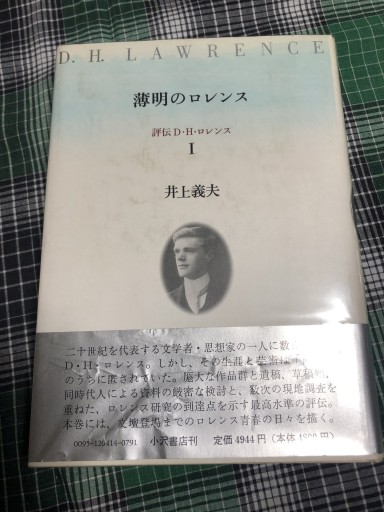 D. H. LAWRENCE
薄明のロレンス
評伝D・H・ロレンス
I
井上義夫
二十世紀を代表する文学者・思想家の一人に数
D・H・ロレンス。しかし、その生涯と芸術は
のうちに匿されていた。厖大な作品群と遺稿、草稿
同時代人による資料の厳密な検討と、数次の現地調査を
重ねた、ロレンス研究の到達点を示す最高水準の評伝。
本巻には、文壇登場までのロレンス青春の日々を描く。
0095-120414-0791 小沢書店刊 定価4944円(本体4800円)